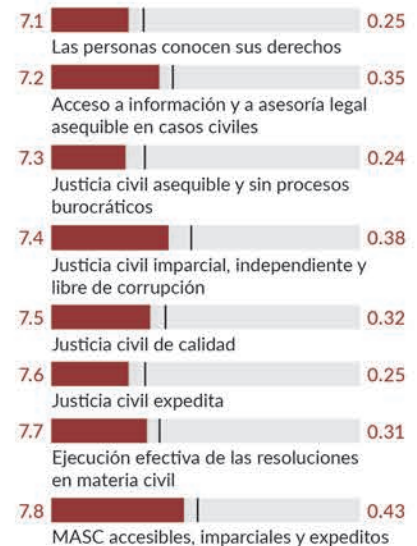 7.1 0.25
Las personas conocen sus derechos
7.2 0.35
Acceso a información y a asesoría legal
asequible en casos civiles
7.3 0.24
Justicia civil asequible y sin procesos
burocráticos
7.4 0.38
Justicia civil imparcial, independiente y
libre de corrupción
7.5 0.32
Justicia civil de calidad
7.6 0.25
Justicia civil expedita
7.7 0.31
Ejecución efectiva de las resoluciones
en materia civil
7.8 0.43
MASC accesibles, imparciales y expeditos